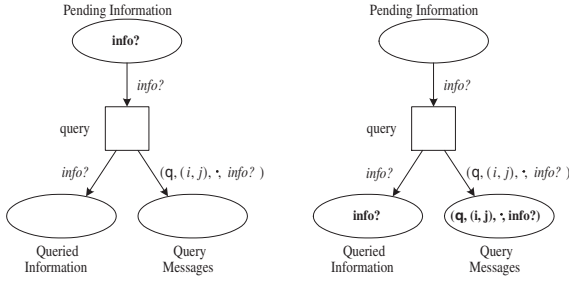 Pending Information
info?
info?
query
info?
(q, (i, j), ·, info? )
Queried
Information
Query
Messages
Pending Information
info?
query
info?
(q, (i, j), ·, info? )
info?
(q, (i, j), ·, info?)
Queried
Information
Query
Messages